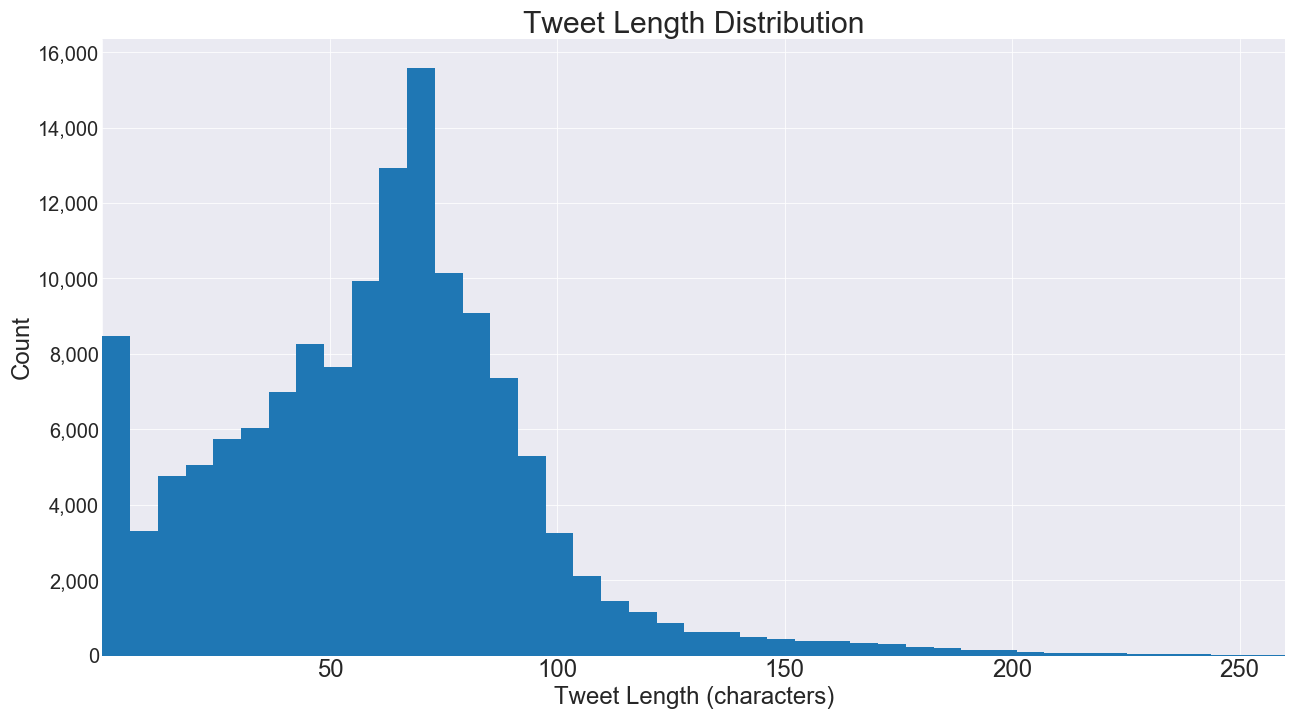 Tweet Length Distribution
16,000
14,000
12,000
10,000
8,000
6,000
4,000
2,000
0
Count
50 100 150 200 250
Tweet Length (characters)